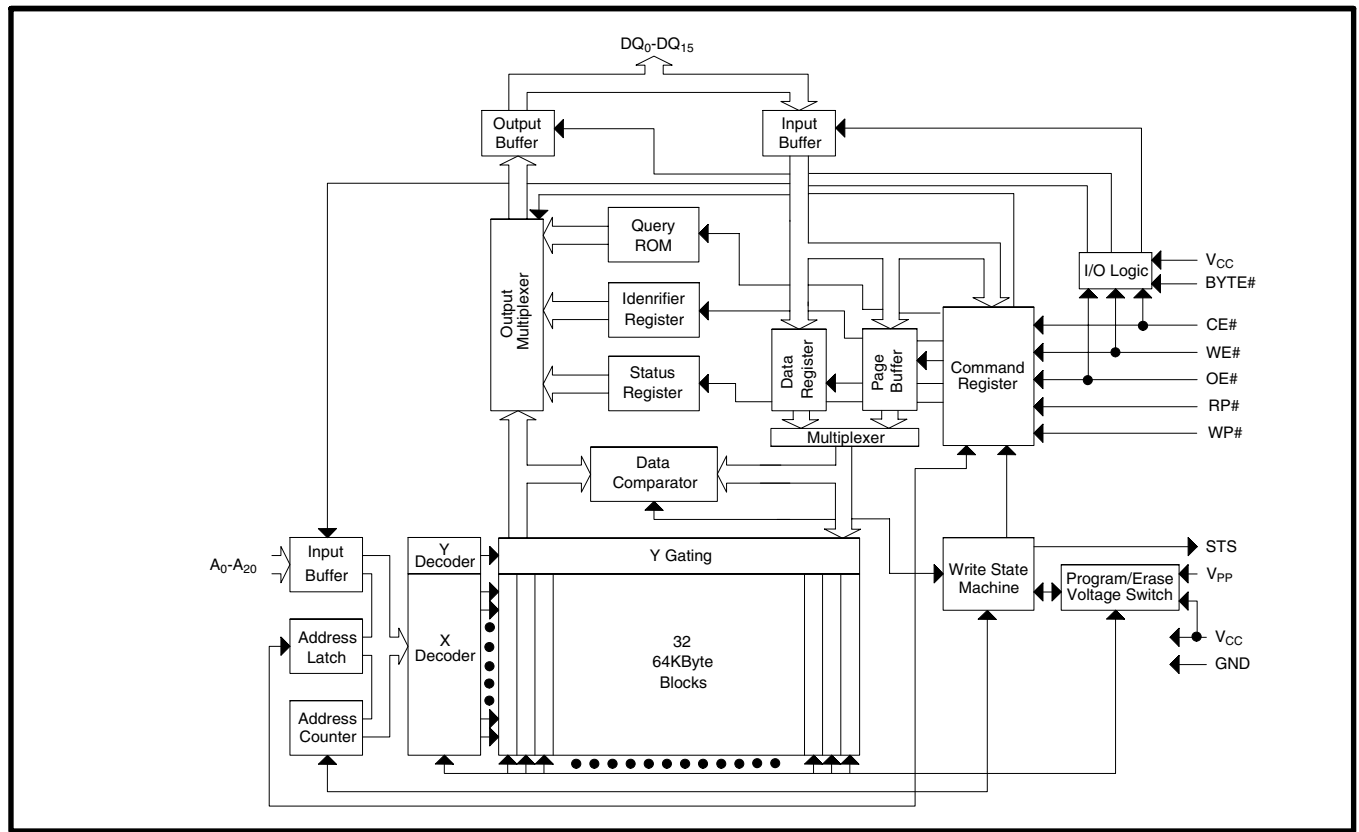 DQ0-DQ15
Output
Buffer
Input
Buffer
Query
ROM
I/O Logic
VCC
BYTE#
Output
Multiplexer
Idenrifier
Register
CE#
Data
Register
Page
Buffer
Command
Register
WE#
Status
Register
OE#
RP#
Multiplexer
WP#
Data
Comparator
A0-A20
Input
Buffer
Y
Decoder
Y Gating
Write State
Machine
STS
Program/Erase
Voltage Switch
VPP
Address
Latch
X
Decoder
32
64KByte
Blocks
VCC
GND
Address
Counter